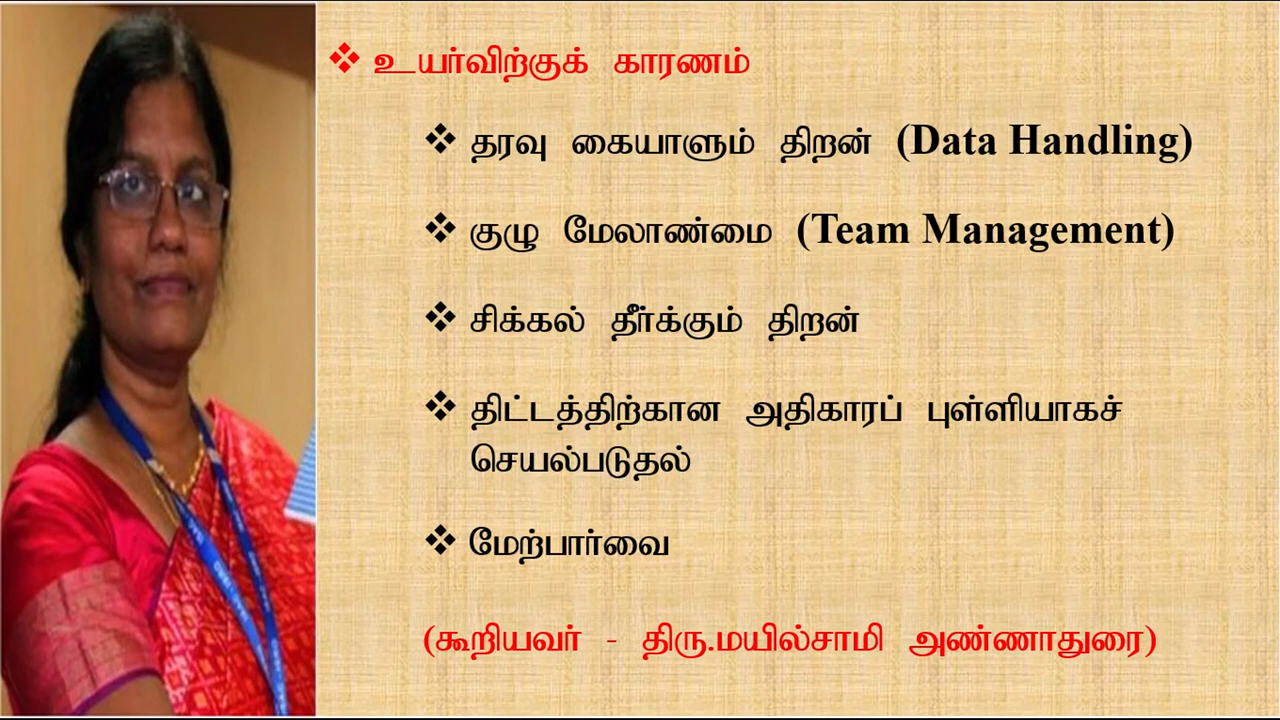 ❖ உயர்விற்குக் காரணம்
❖ தரவு கையாளும் திறன் (Data Handling)
❖ குழு மேலாண்மை (Team Management)
❖ சிக்கல் தீர்க்கும் திறன்
❖ திட்டத்திற்கான அதிகாரப் புள்ளியாகச்
செயல்படுதல்
❖ மேற்பார்வை
(கூறியவர் - திரு.மயில்சாமி அண்ணாதுரை)